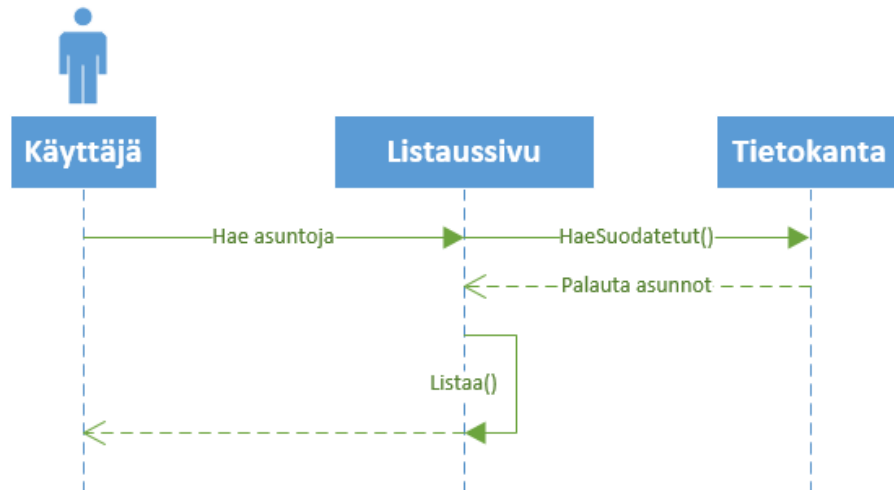 Käyttäjä
Listaussivu
Tietokanta
Hae asuntoja
HaeSuodatetut()
Palauta asunnot
Listaa()